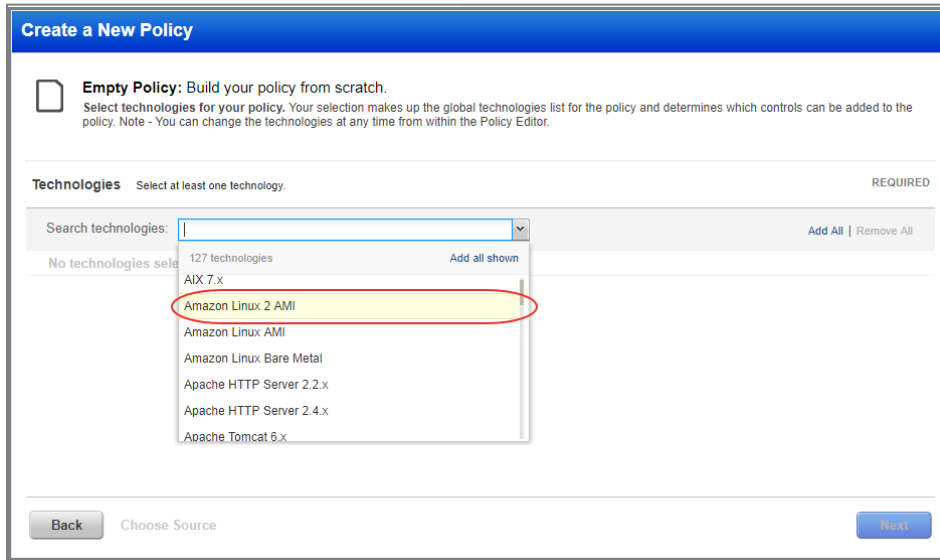 Create a New Policy
Empty Policy: Build your policy from scratch.
Select technologies for your policy. Your selection makes up the global technologies list for the policy and determines which controls can be added to the
policy. Note - You can change the technologies at any time from within the Policy Editor.
Technologies Select at least one technology. REQUIRED
Search technologies: Add All | Remove All
No technologies sele
127 technologies Add all shown
AIX 7.x
Amazon Linux 2 AMI
Amazon Linux AMI
Amazon Linux Bare Metal
Apache HTTP Server 2.2.x
Apache HTTP Server 2.4.x
Apache Tomcat 6.x
Back Choose Source Next